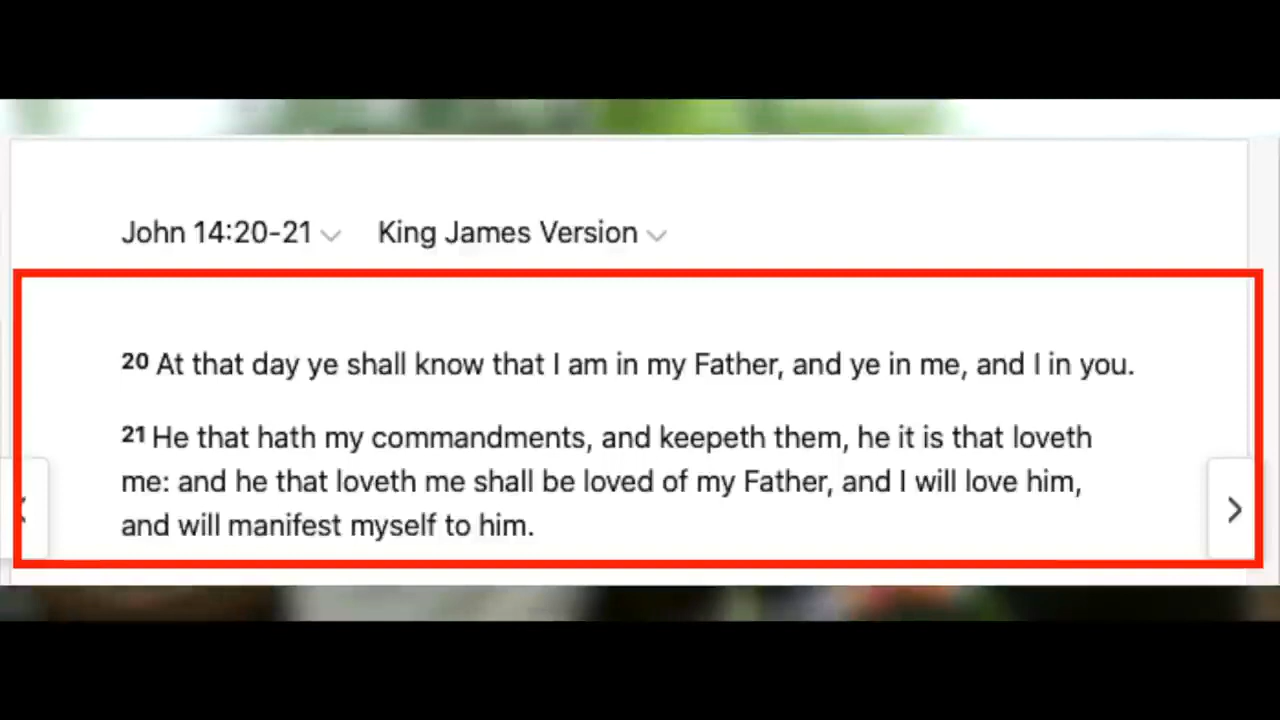 John 14:20-21 King James Version
20 At that day ye shall know that I am in my Father, and ye in me, and I in you.
21 He that hath my commandments, and keepeth them, he it is that loveth
me: and he that loveth me shall be loved of my Father, and I will love him,
and will manifest myself to him.